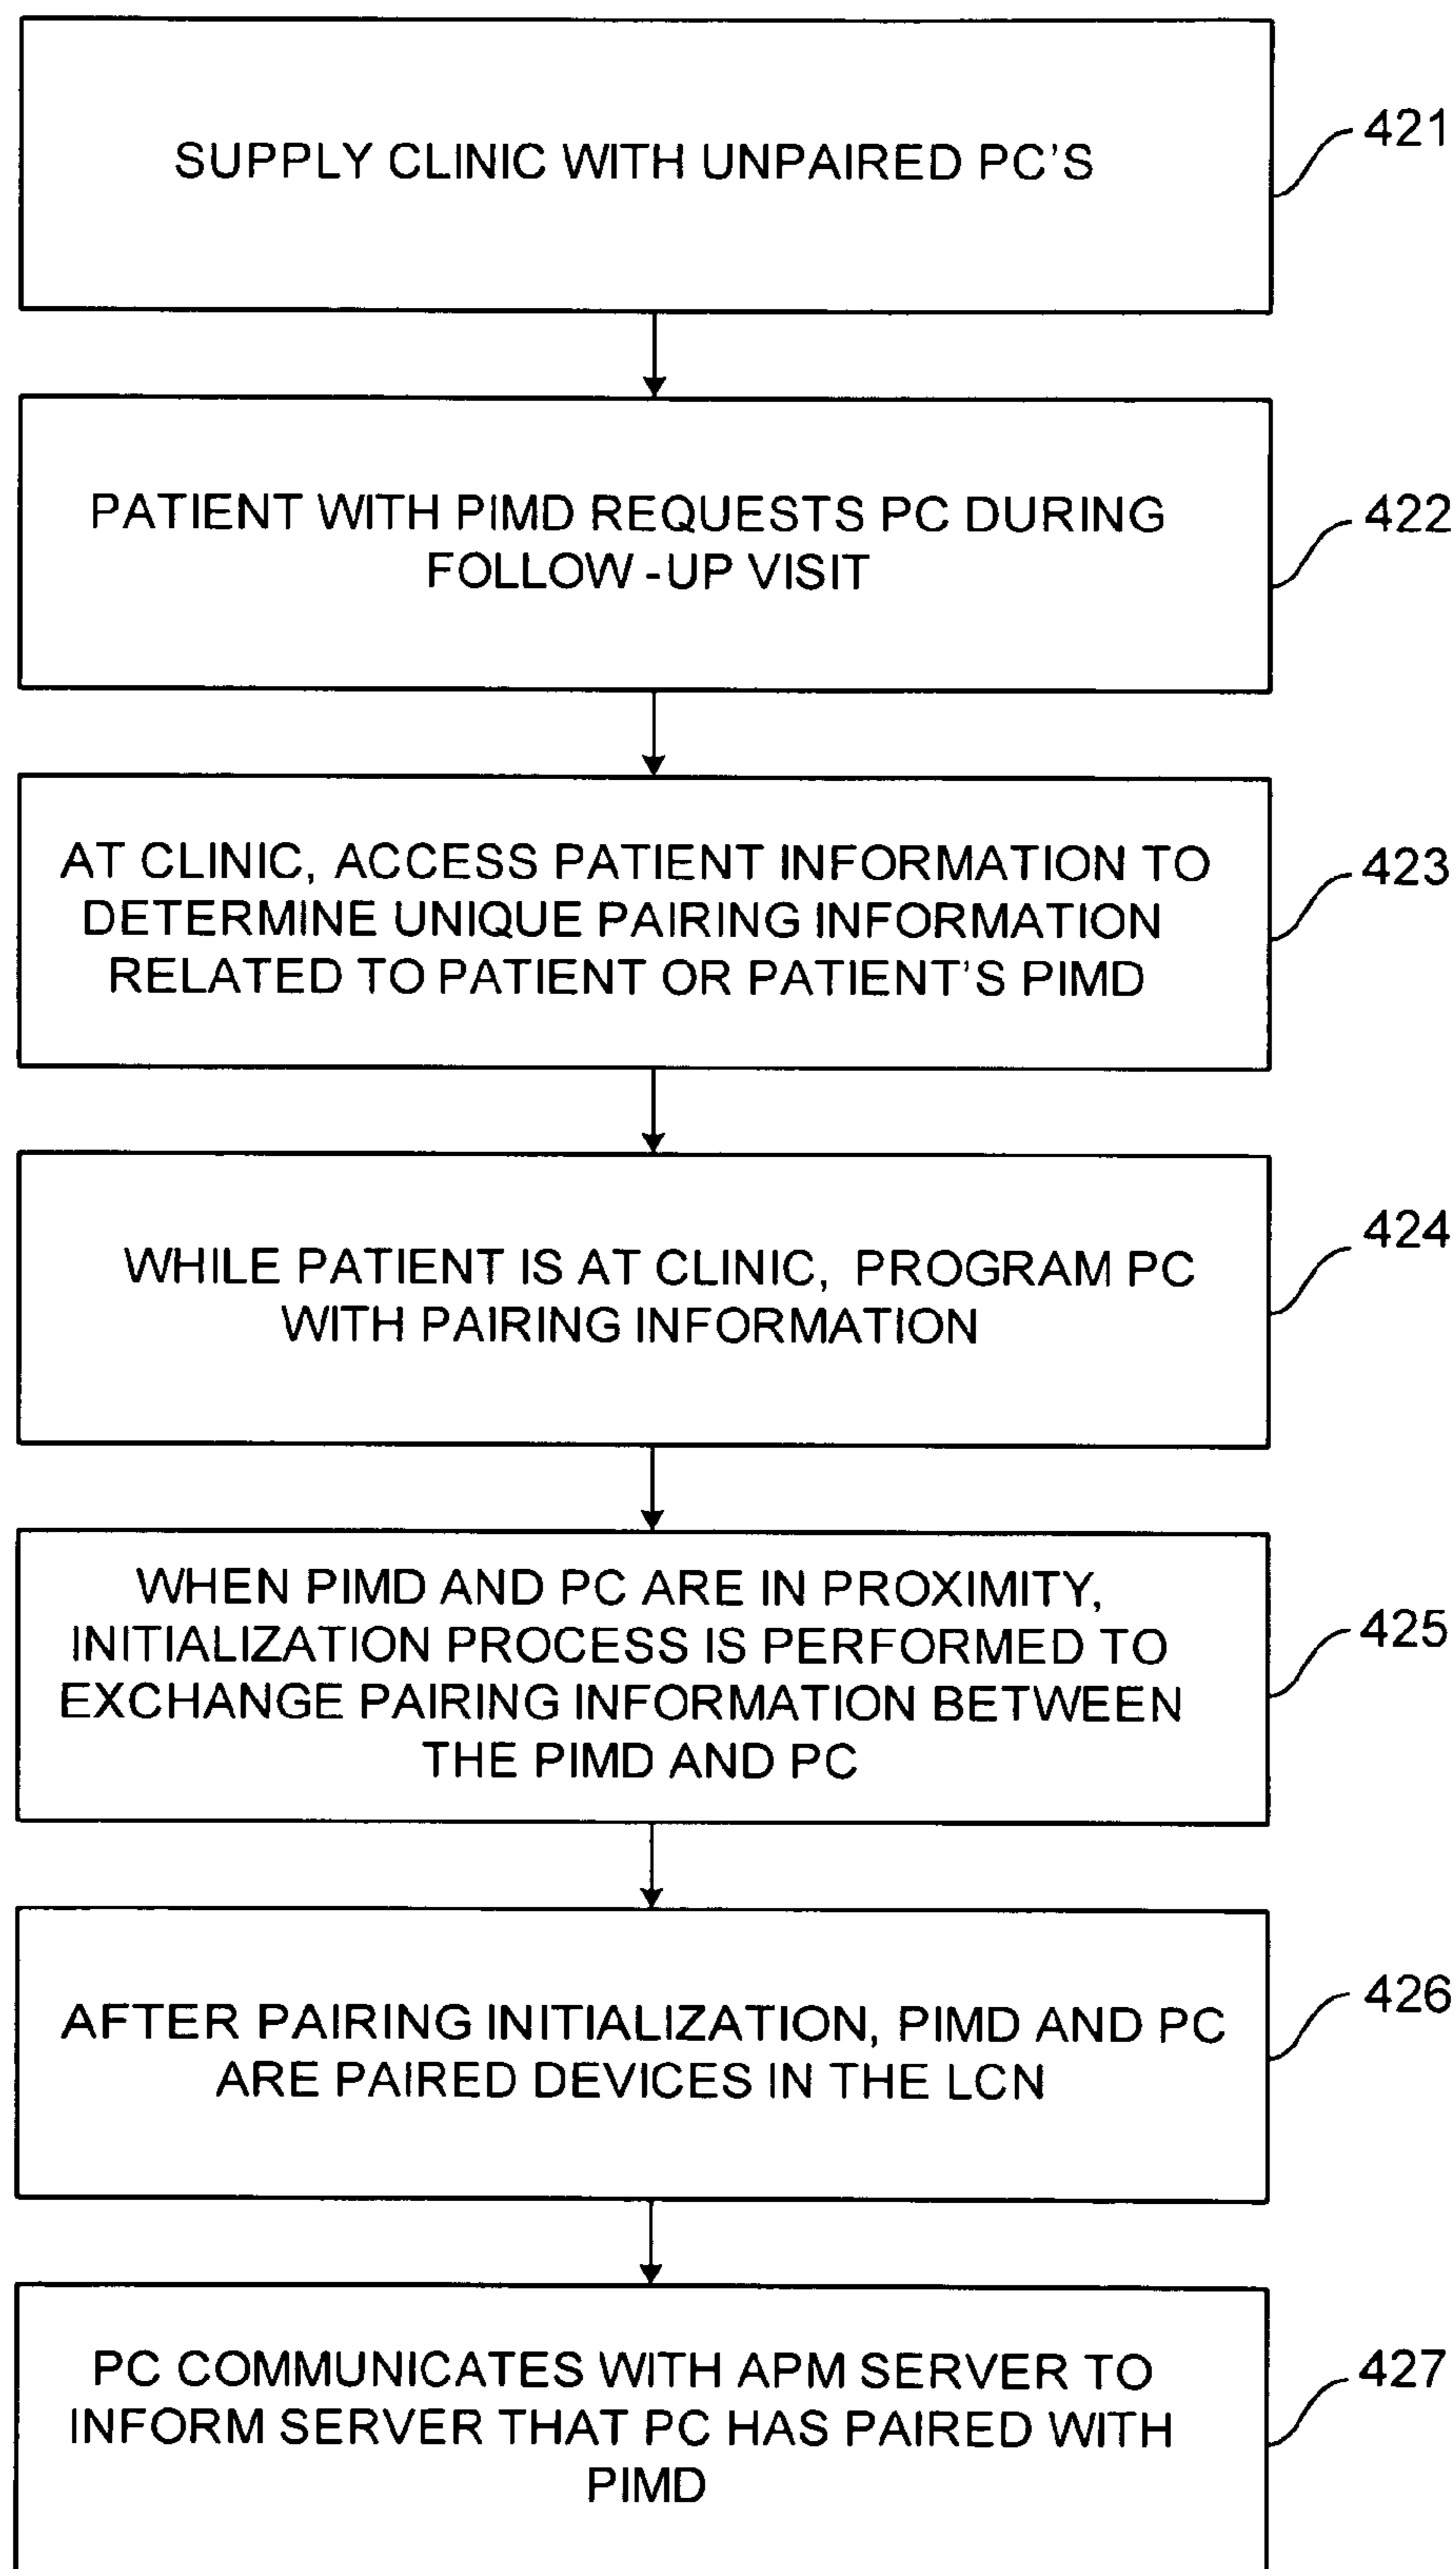 SUPPLY CLINIC WITH UNPAIRED PC'S
421
PATIENT WITH PIMD REQUESTS PC DURING
FOLLOW-UP VISIT
422
AT CLINIC, ACCESS PATIENT INFORMATION TO
DETERMINE UNIQUE PAIRING INFORMATION
RELATED TO PATIENT OR PATIENT'S PIMD
423
WHILE PATIENT IS AT CLINIC, PROGRAM PC
WITH PAIRING INFORMATION
424
WHEN PIMD AND PC ARE IN PROXIMITY,
INITIALIZATION PROCESS IS PERFORMED TO
EXCHANGE PAIRING INFORMATION BETWEEN
THE PIMD AND PC
425
AFTER PAIRING INITIALIZATION, PIMD AND PC
ARE PAIRED DEVICES IN THE LCN
426
PC COMMUNICATES WITH APM SERVER TO
INFORM SERVER THAT PC HAS PAIRED WITH
PIMD
427